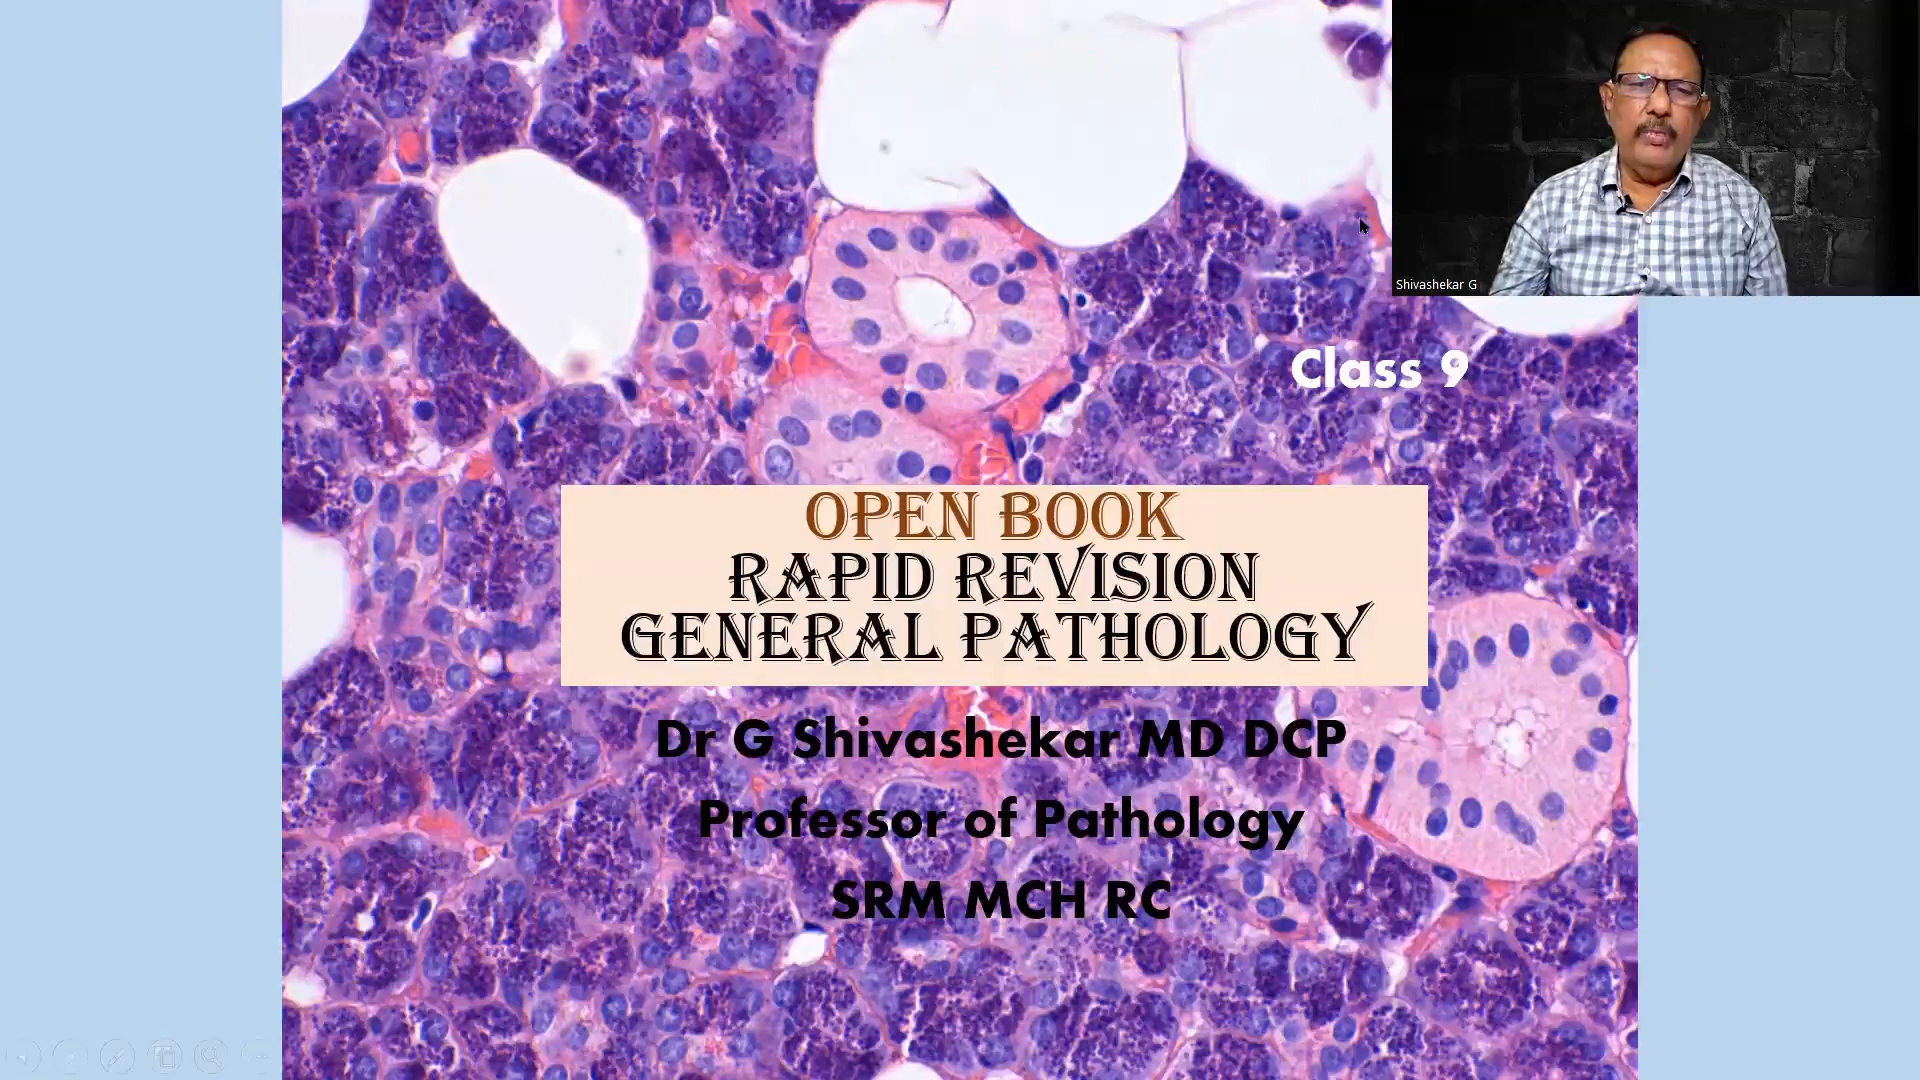 Shivashekar G
Class 9
OPEN BOOK
RAPID REVISION
GENERAL PATHOLOGY
Dr G Shivashekar MD DCP
Professor of Pathology
SRM MCH RC